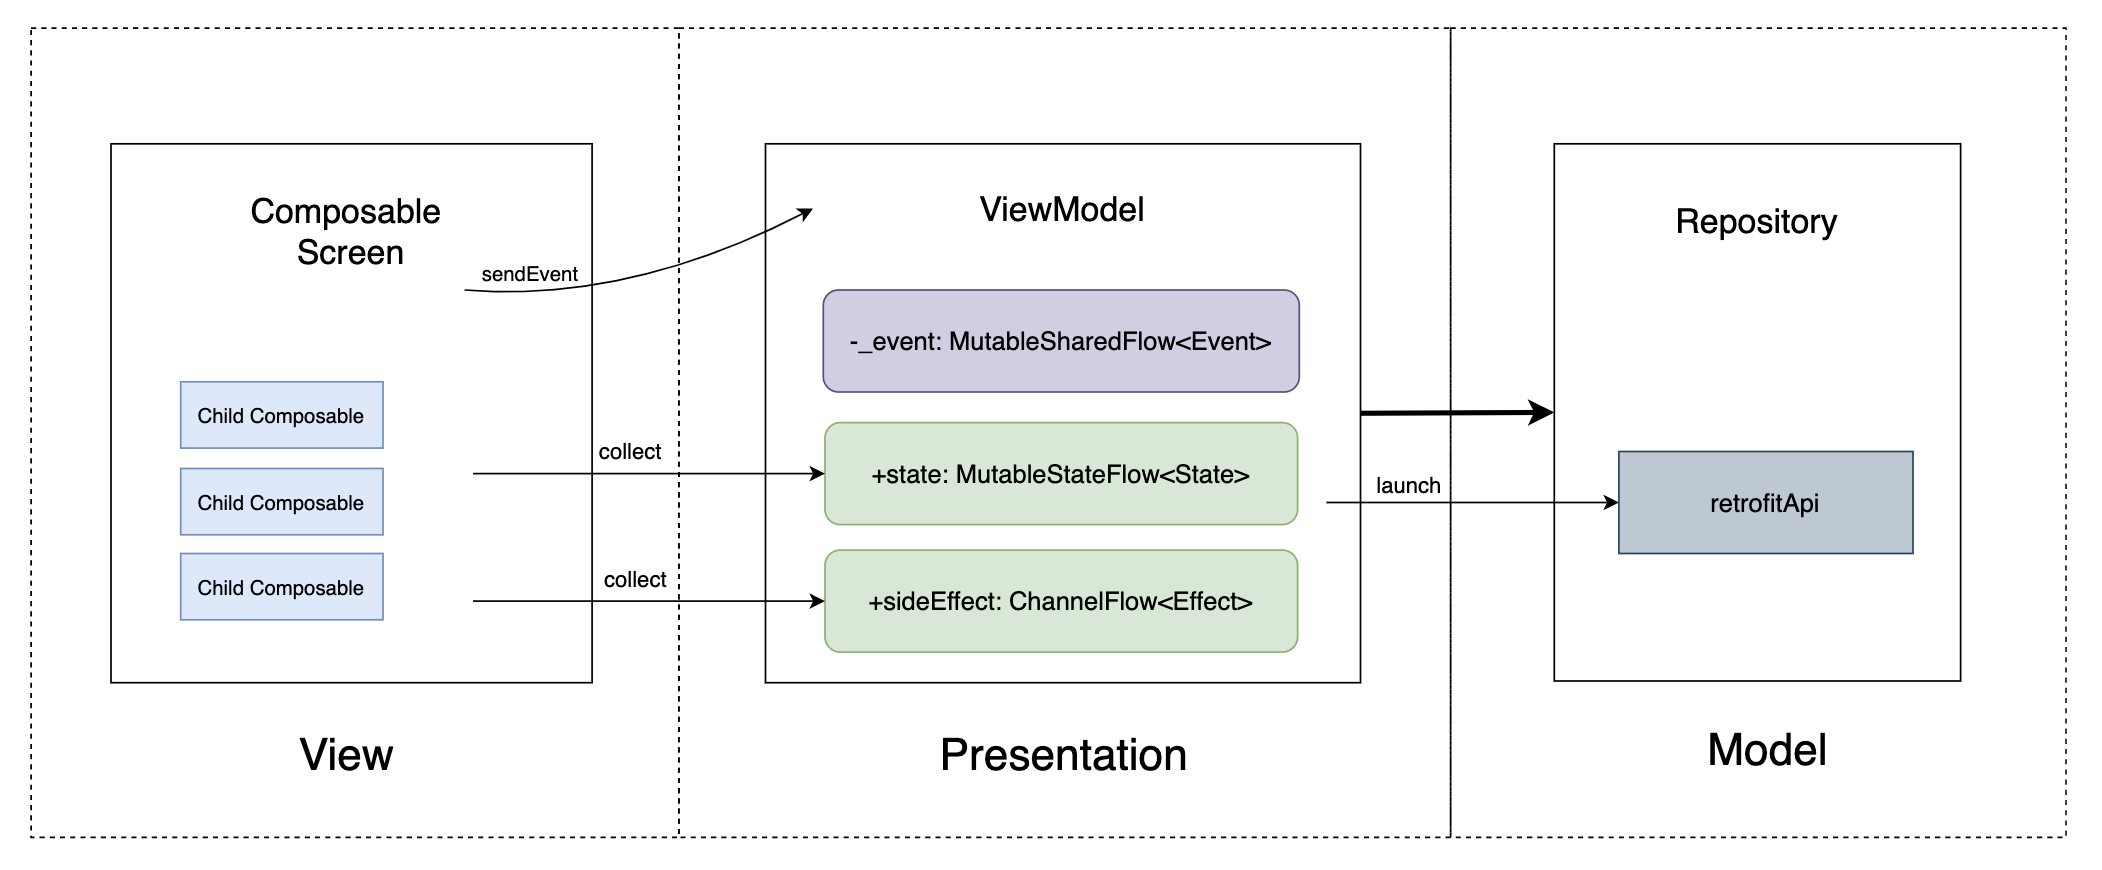 Composable
Screen
sendEvent
Child Composable
Child Composable
Child Composable
collect
collect
View
ViewModel
-_event: MutableSharedFlow<Event>
+state: MutableStateFlow<State>
+sideEffect: ChannelFlow<Effect>
launch
Presentation
Repository
retrofitApi
Model